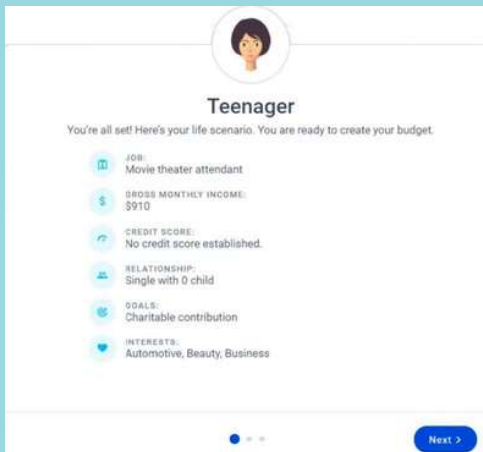 Teenager
You're all set! Here's your life scenario. You are ready to create your budget.
JOB:
Movie theater attendant
GROSS MONTHLY INCOME:
$910
CREDIT SCORE:
No credit score established.
RELATIONSHIP:
Single with 0 child
GOALS:
Charitable contribution
INTERESTS:
Automotive, Beauty, Business
Next >